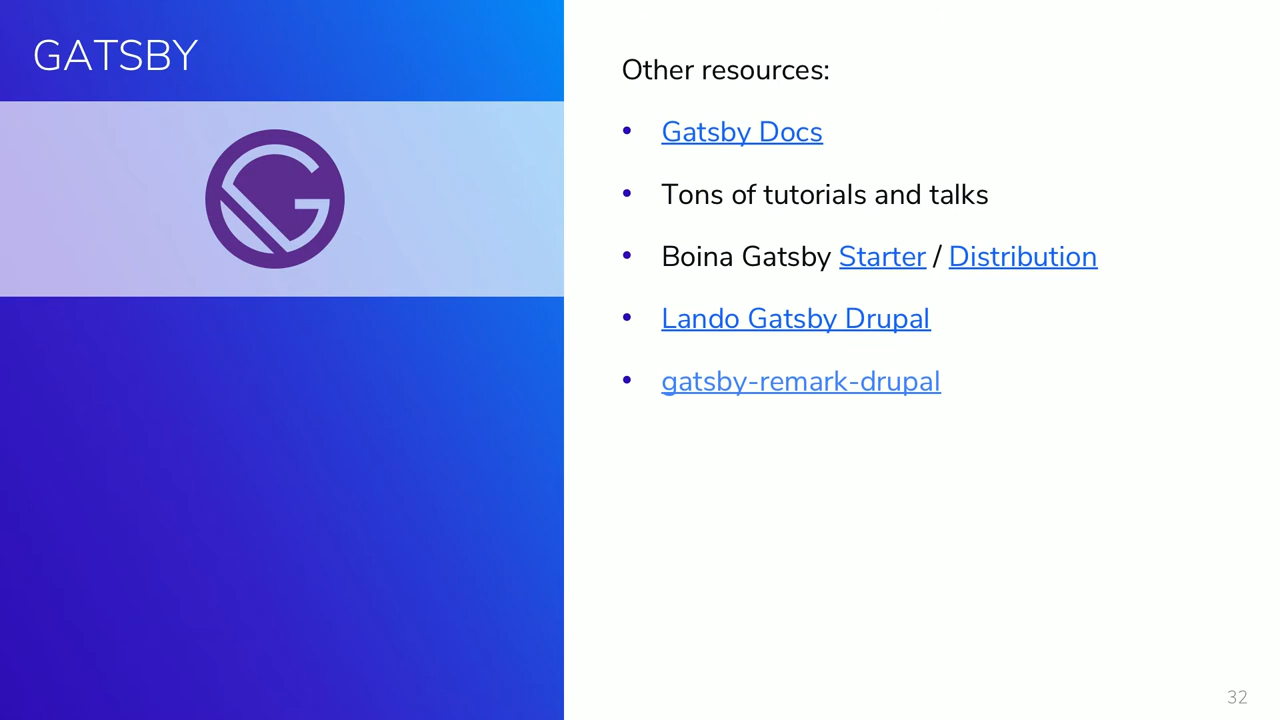 GATSBY
Other resources:
• Gatsby Docs
• Tons of tutorials and talks
• Boina Gatsby Starter / Distribution
• Lando Gatsby Drupal
• gatsby-remark-drupal
32